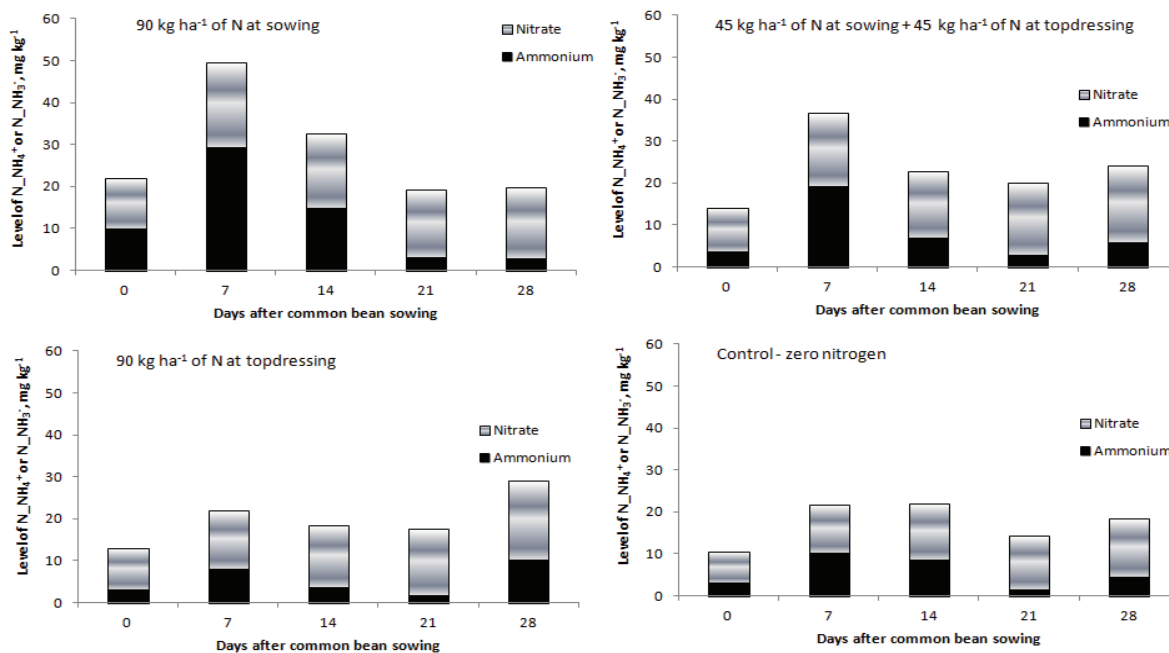 90 kg ha⁻¹ of N at sowing
Nitrate
Ammonium
Level of N_NH₄⁺ or N_NH₃⁻, mg kg⁻¹
60
50
40
30
20
10
0
0 7 14 21 28
Days after common bean sowing
45 kg ha⁻¹ of N at sowing + 45 kg ha⁻¹ of N at topdressing
Nitrate
Ammonium
Level of N_NH₄⁺ or N_NH₃⁻, mg kg⁻¹
60
50
40
30
20
10
0
0 7 14 21 28
Days after common bean sowing
90 kg ha⁻¹ of N at topdressing
Nitrate
Ammonium
Level of N_NH₄⁺ or N_NH₃⁻, mg kg⁻¹
60
50
40
30
20
10
0
0 7 14 21 28
Days after common bean sowing
Control - zero nitrogen
Nitrate
Ammonium
Level of N_NH₄⁺ or N_NH₃⁻, mg kg⁻¹
60
50
40
30
20
10
0
0 7 14 21 28
Days after common bean sowing